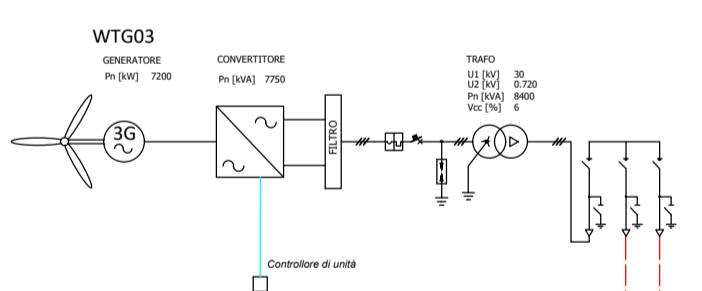 WTG03
GENERATORE
Pn [kW] 7200
CONVERTITORE
Pn [kVA] 7750
TRAFO
U1 [kV] 30
U2 [kV] 0.720
Pn [kVA] 8400
Vcc [%] 6
3G
FILTRO
Controllore di unità